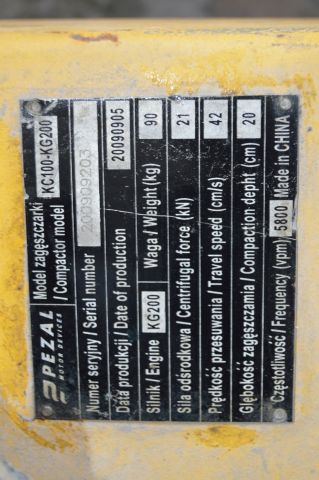 PEZAL
MOTOR DEVICES
Model zagęszczarki
/ Compactor model
KC100-KG200
Numer seryjny / Serial number 200909203
Data produkcji / Date of production 20090905
Silnik / Engine KG200 Waga / Weight (kg) 90
Siła odśrodkowa / Centrifugal force (kN) 21
Prędkość przesuwania / Travel speed (cm/s) 42
Głębokość zagęszczamia / Compaction depht (cm) 20
Częstotliwość / Frequency (vpm) 5800 Made in CHINA